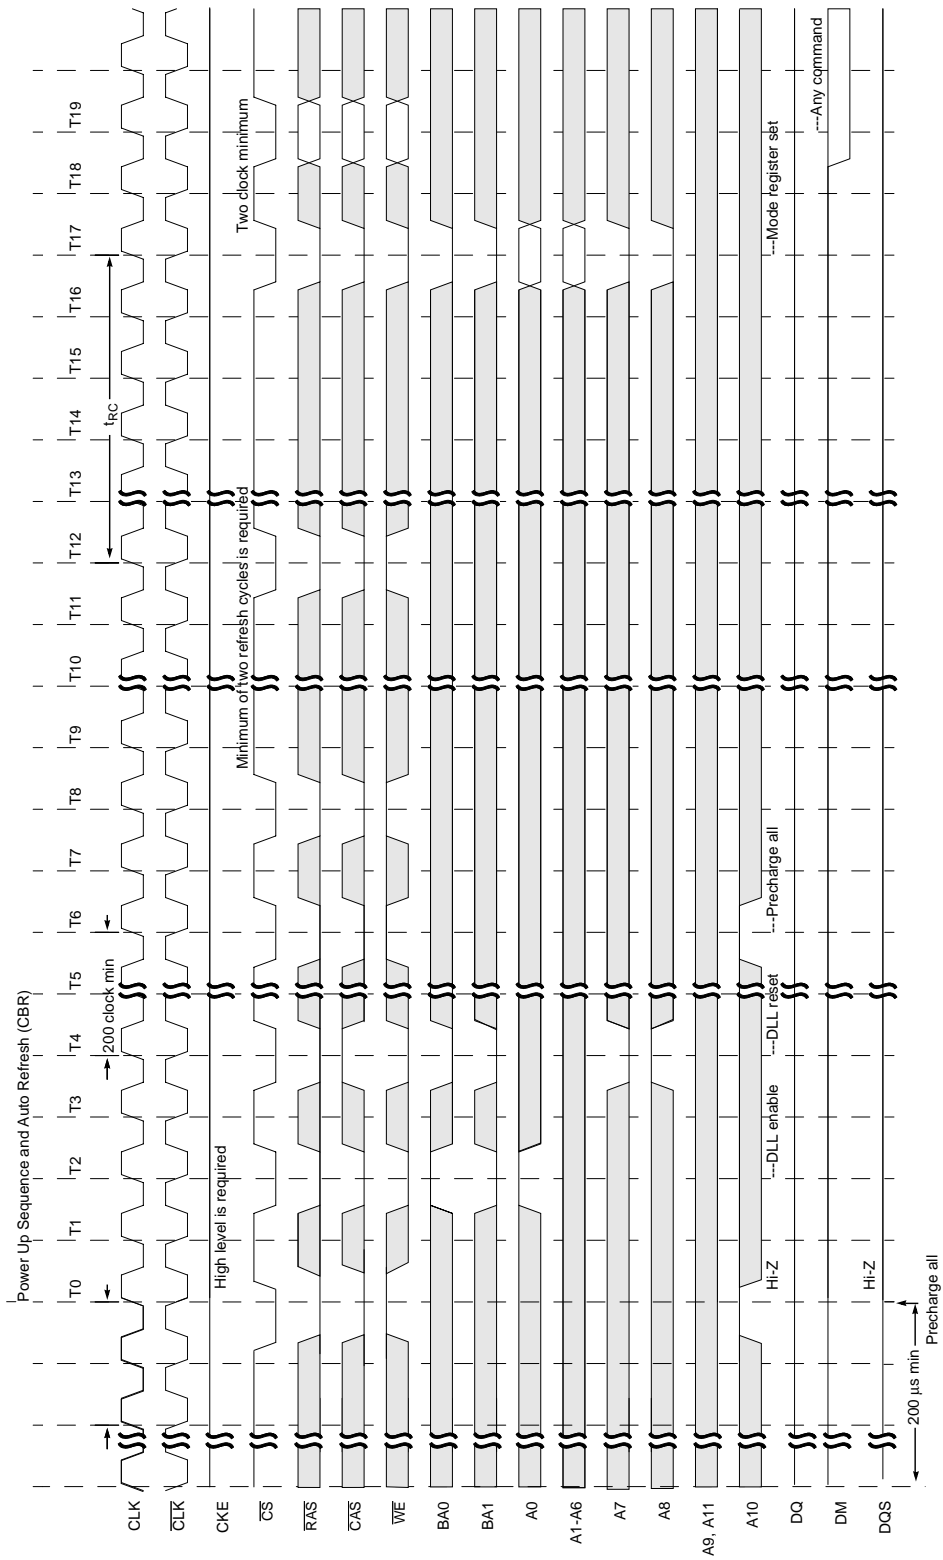 Power Up Sequence and Auto Refresh (CBR)
T0 T1 T2 T3 T4 T5 T6 T7 T8 T9 T10 T11 T12 T13 T14 T15 T16 T17 T18 T19
200 clock min
tRC
CLK
CLK
CKE
High level is required
CS
Minimum of two refresh cycles is required
Two clock minimum
RAS
CAS
WE
BA0
BA1
A0
A1-A6
A7
A8
A9, A11
A10
Hi-Z
---DLL enable
---DLL reset
---Precharge all
---Mode register set
DQ
---Any command
DM
Hi-Z
DQS
200 µs min
Precharge all